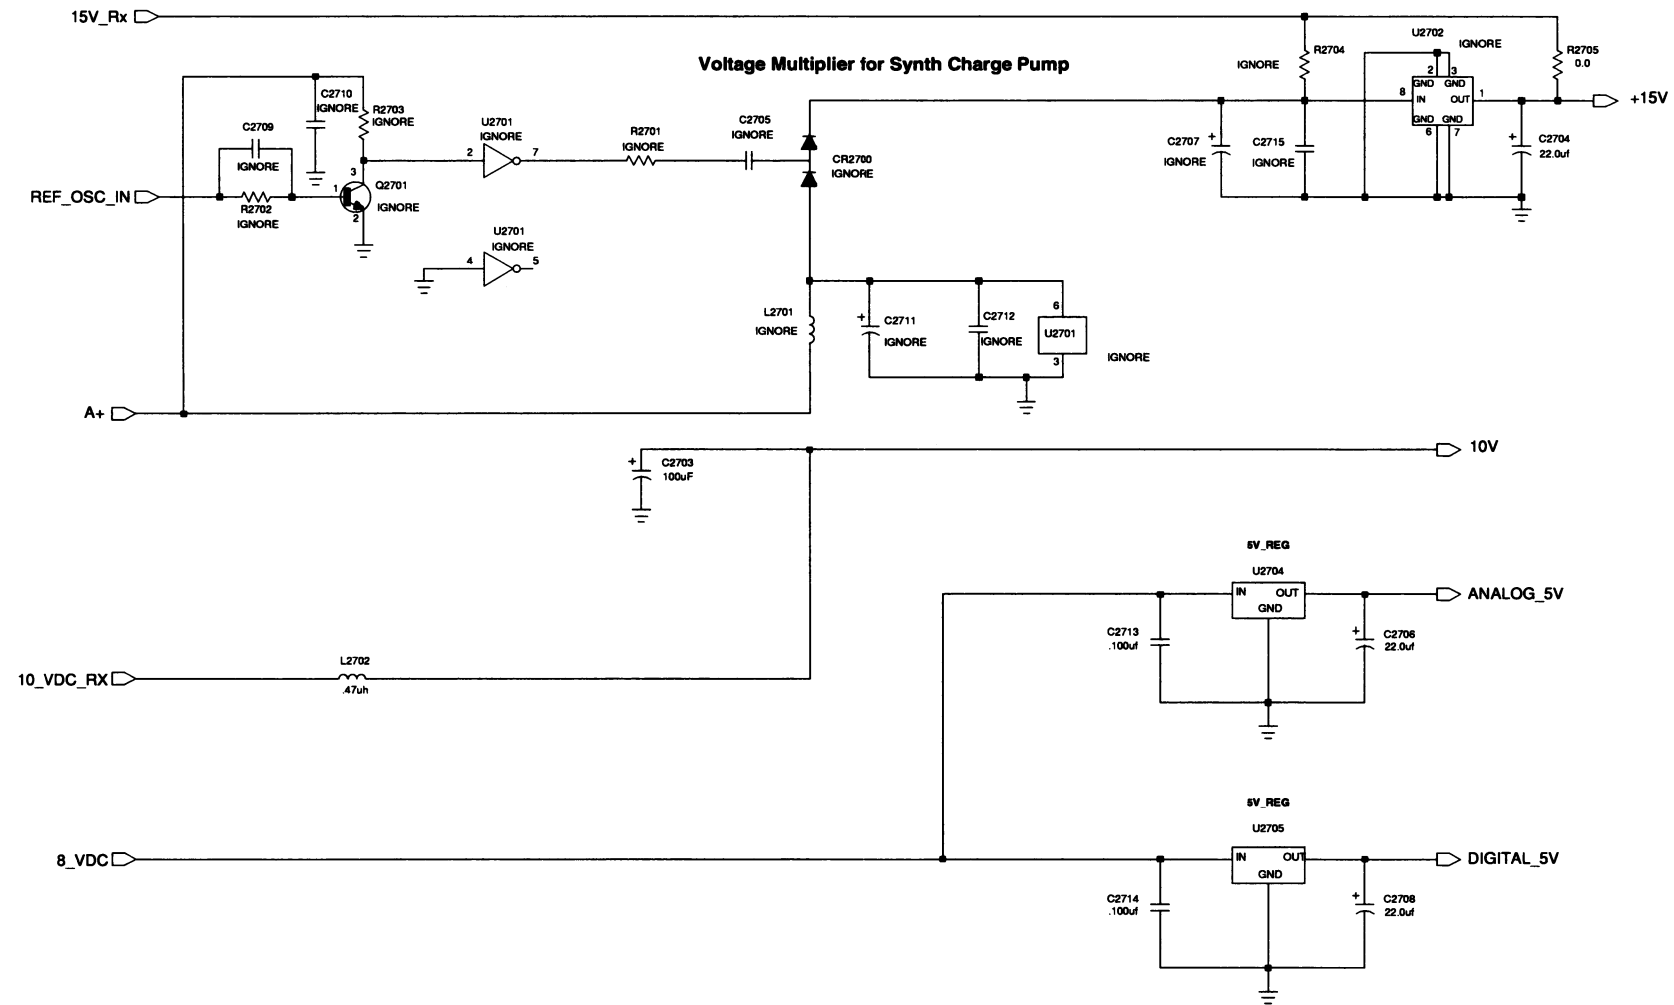 15V_Rx
Voltage Multiplier for Synth Charge Pump
U2702
IGNORE
R2704
IGNORE
R2705
0.0
2
3
GND
GND
8
IN
OUT
1
GND
GND
6
7
+15V
C2710
IGNORE
R2703
IGNORE
C2709
IGNORE
U2701
IGNORE
2
7
R2701
IGNORE
C2705
IGNORE
CR2700
IGNORE
+
C2707
IGNORE
C2715
IGNORE
+
C2704
22.0uf
REF_OSC_IN
R2702
IGNORE
3
1
Q2701
IGNORE
2
U2701
IGNORE
4
5
L2701
IGNORE
+
C2711
IGNORE
C2712
IGNORE
6
U2701
3
IGNORE
A+
+
C2703
100uF
10V
5V_REG
U2704
IN
OUT
GND
ANALOG_5V
C2713
.100uf
+
C2706
22.0uf
10_VDC_RX
L2702
.47uh
5V_REG
U2705
8_VDC
IN
OUT
GND
DIGITAL_5V
C2714
.100uf
+
C2708
22.0uf